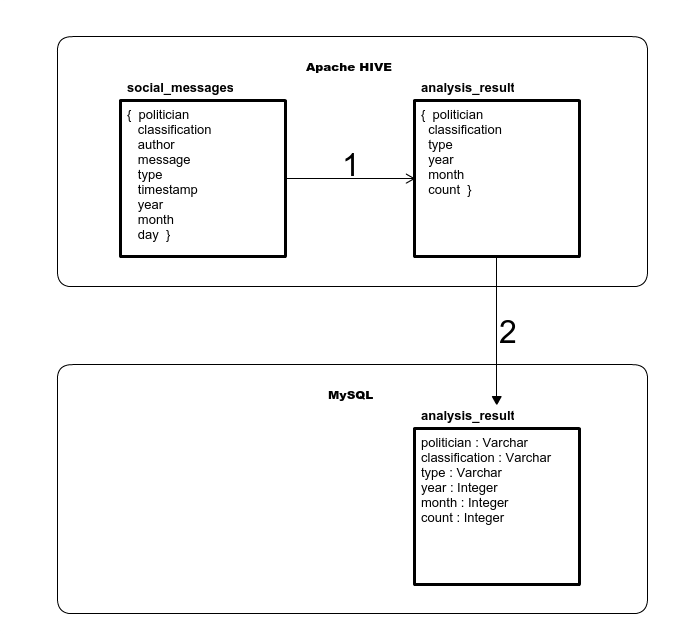 Apache HIVE
social_messages
{ politician
classification
author
message
type
timestamp
year
month
day }
1
analysis_result
{ politician
classification
type
year
month
count }
2
MySQL
analysis_result
politician : Varchar
classification : Varchar
type : Varchar
year : Integer
month : Integer
count : Integer